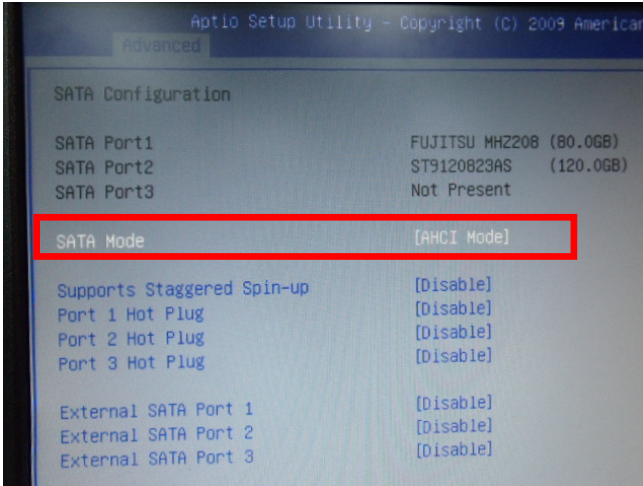 Aptio Setup Utility - Copyright (C) 2009 American
Advanced
SATA Configuration
SATA Port1 FUJITSU MHZ208 (80.0GB)
SATA Port2 ST9120823AS (120.0GB)
SATA Port3 Not Present
SATA Mode [AHCI Mode]
Supports Staggered Spin-up [Disable]
Port 1 Hot Plug [Disable]
Port 2 Hot Plug [Disable]
Port 3 Hot Plug [Disable]
External SATA Port 1 [Disable]
External SATA Port 2 [Disable]
External SATA Port 3 [Disable]